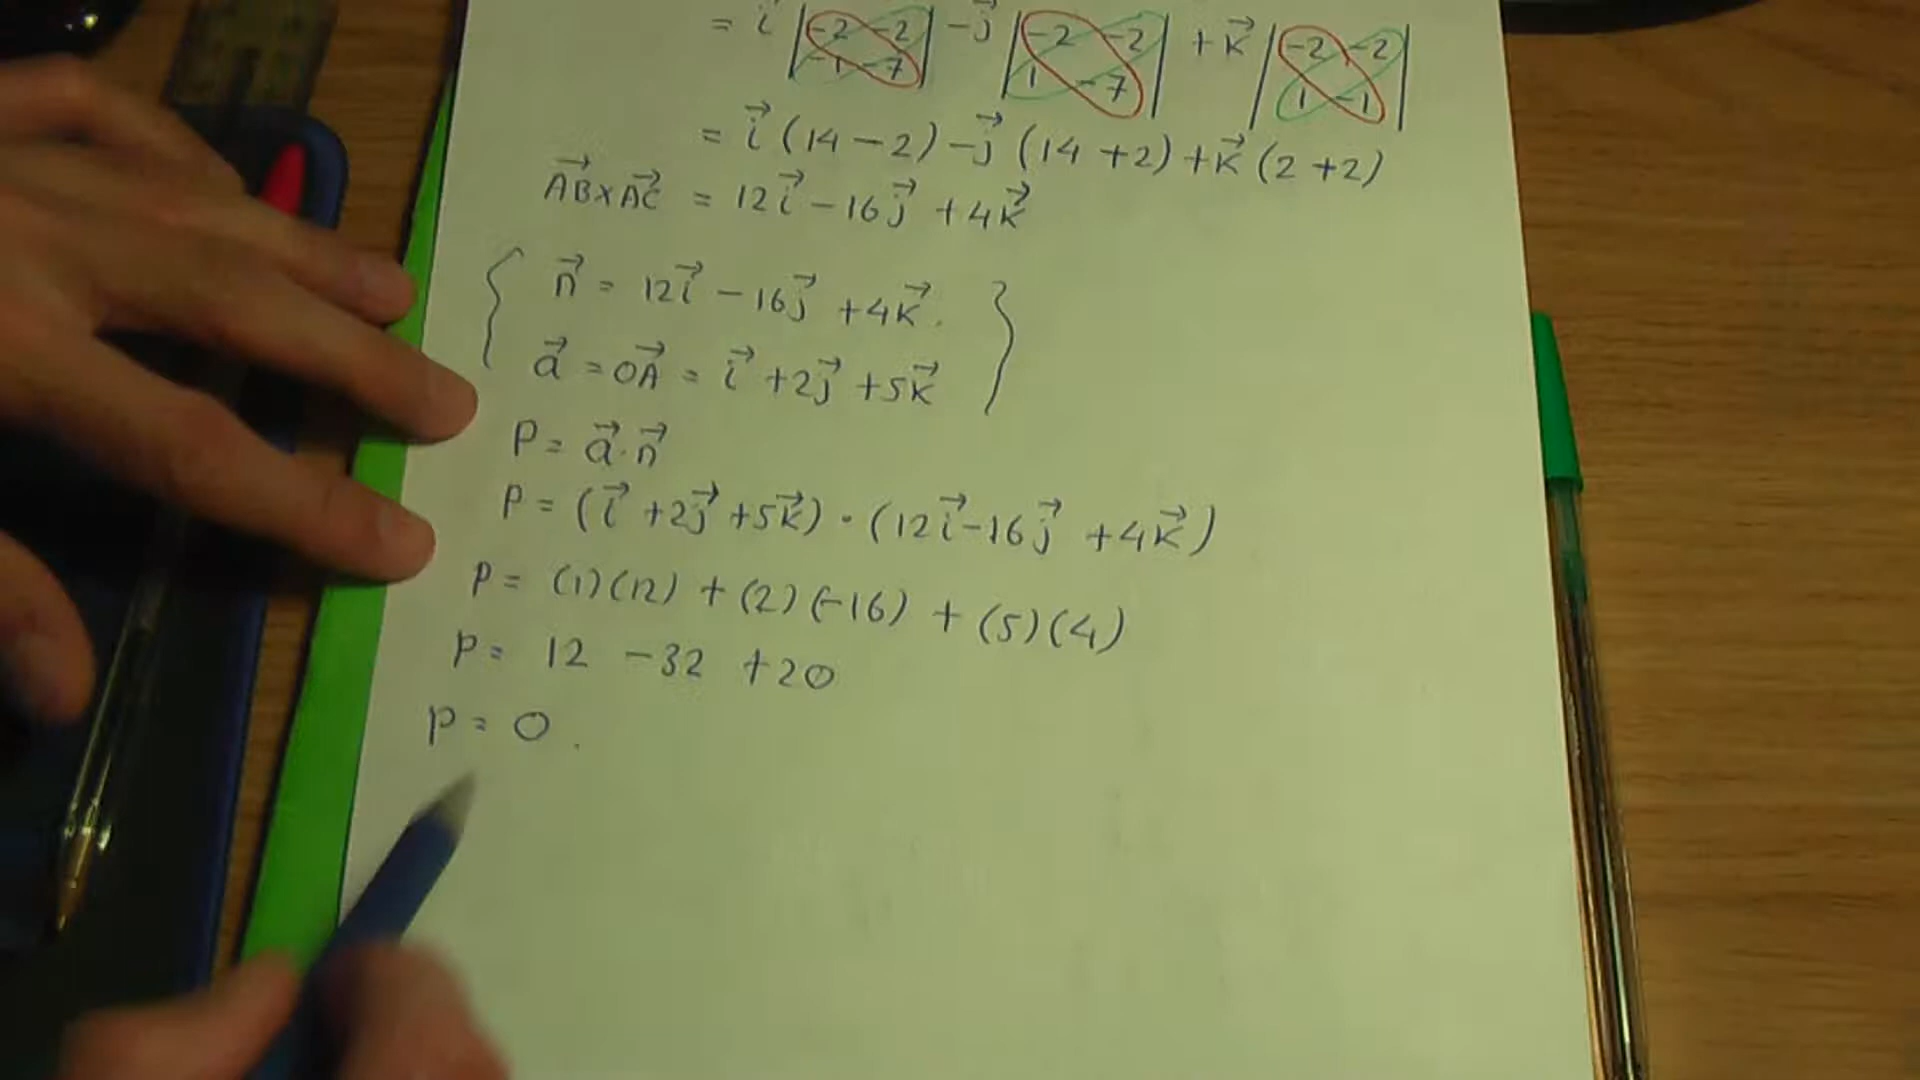 = i⃗ |-2 -2| -j⃗ |-2 -2| + k⃗ |-2 -2|
|-1 -7| |1 -7| |1 -1|
= i⃗ (14 - 2) - j⃗ (14 + 2) + k⃗ (2 + 2)
A⃗B⃗ x A⃗C⃗ = 12i⃗ - 16j⃗ + 4k⃗
{ n⃗ = 12i⃗ - 16j⃗ + 4k⃗.
a⃗ = OA⃗ = i⃗ + 2j⃗ + 5k⃗ }
P = a⃗ . n⃗
P = (i⃗ + 2j⃗ + 5k⃗) . (12i⃗ - 16j⃗ + 4k⃗)
P = (1)(12) + (2)(-16) + (5)(4)
P = 12 - 32 + 20
P = 0.